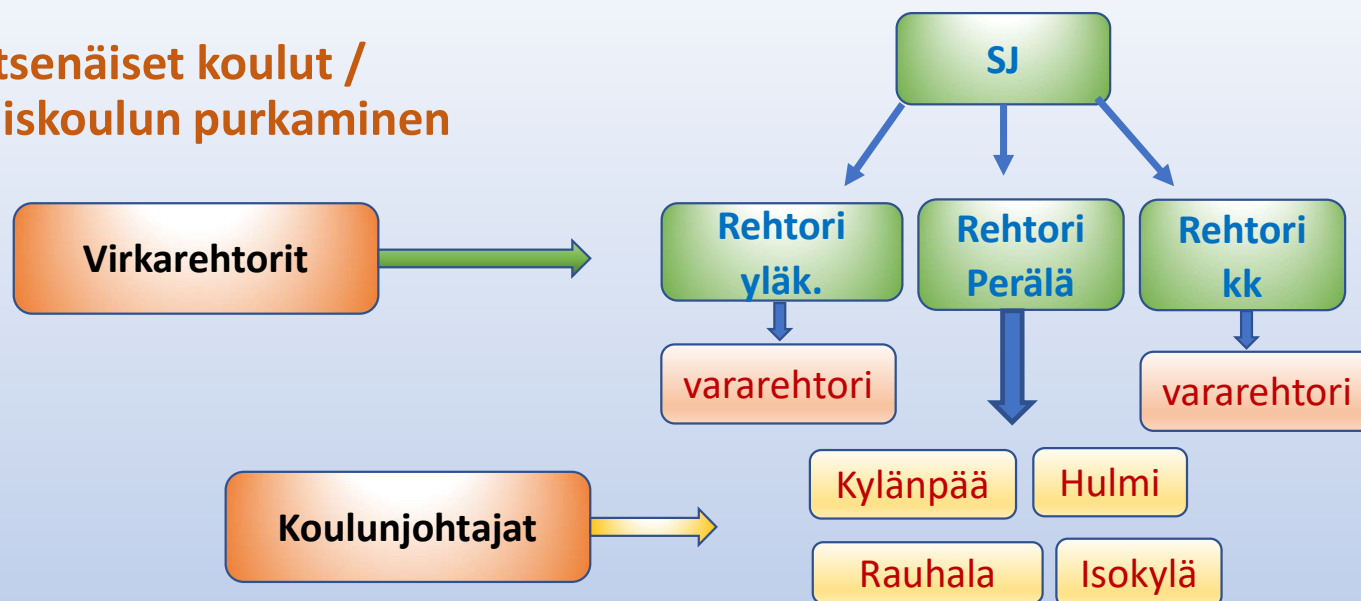 tsenäiset koulut /
iskoulun purkaminen
SJ
Virkarehtorit
Rehtori
yläk.
Rehtori
Perälä
Rehtori
kk
vararehtori
vararehtori
Koulunjohtajat
Kylänpää
Hulmi
Rauhala
Isokylä